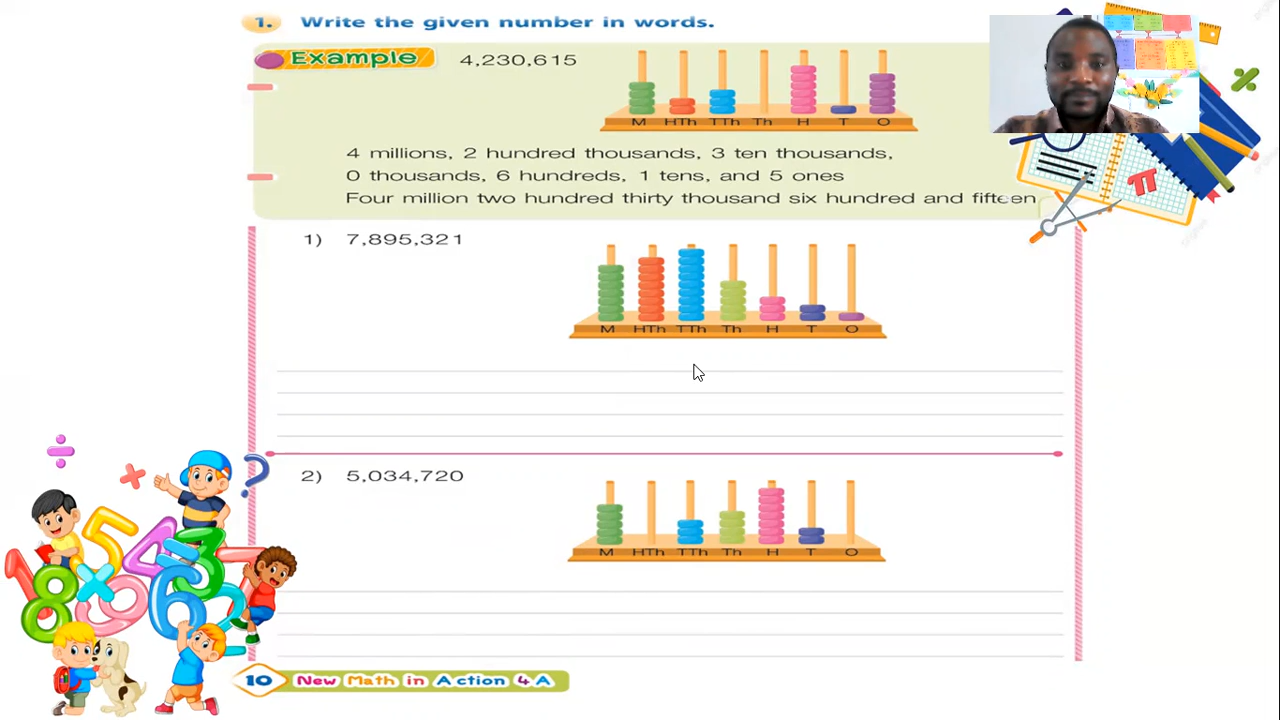 1. Write the given number in words.
Example 4,230,615
M HTh TTh Th H T O
4 millions, 2 hundred thousands, 3 ten thousands,
0 thousands, 6 hundreds, 1 tens, and 5 ones
Four million two hundred thirty thousand six hundred and fifteen
1) 7,895,321
M HTh TTh Th H T O
2) 5,034,720
M HTh TTh Th H T O
10 New Math in Action 4 A